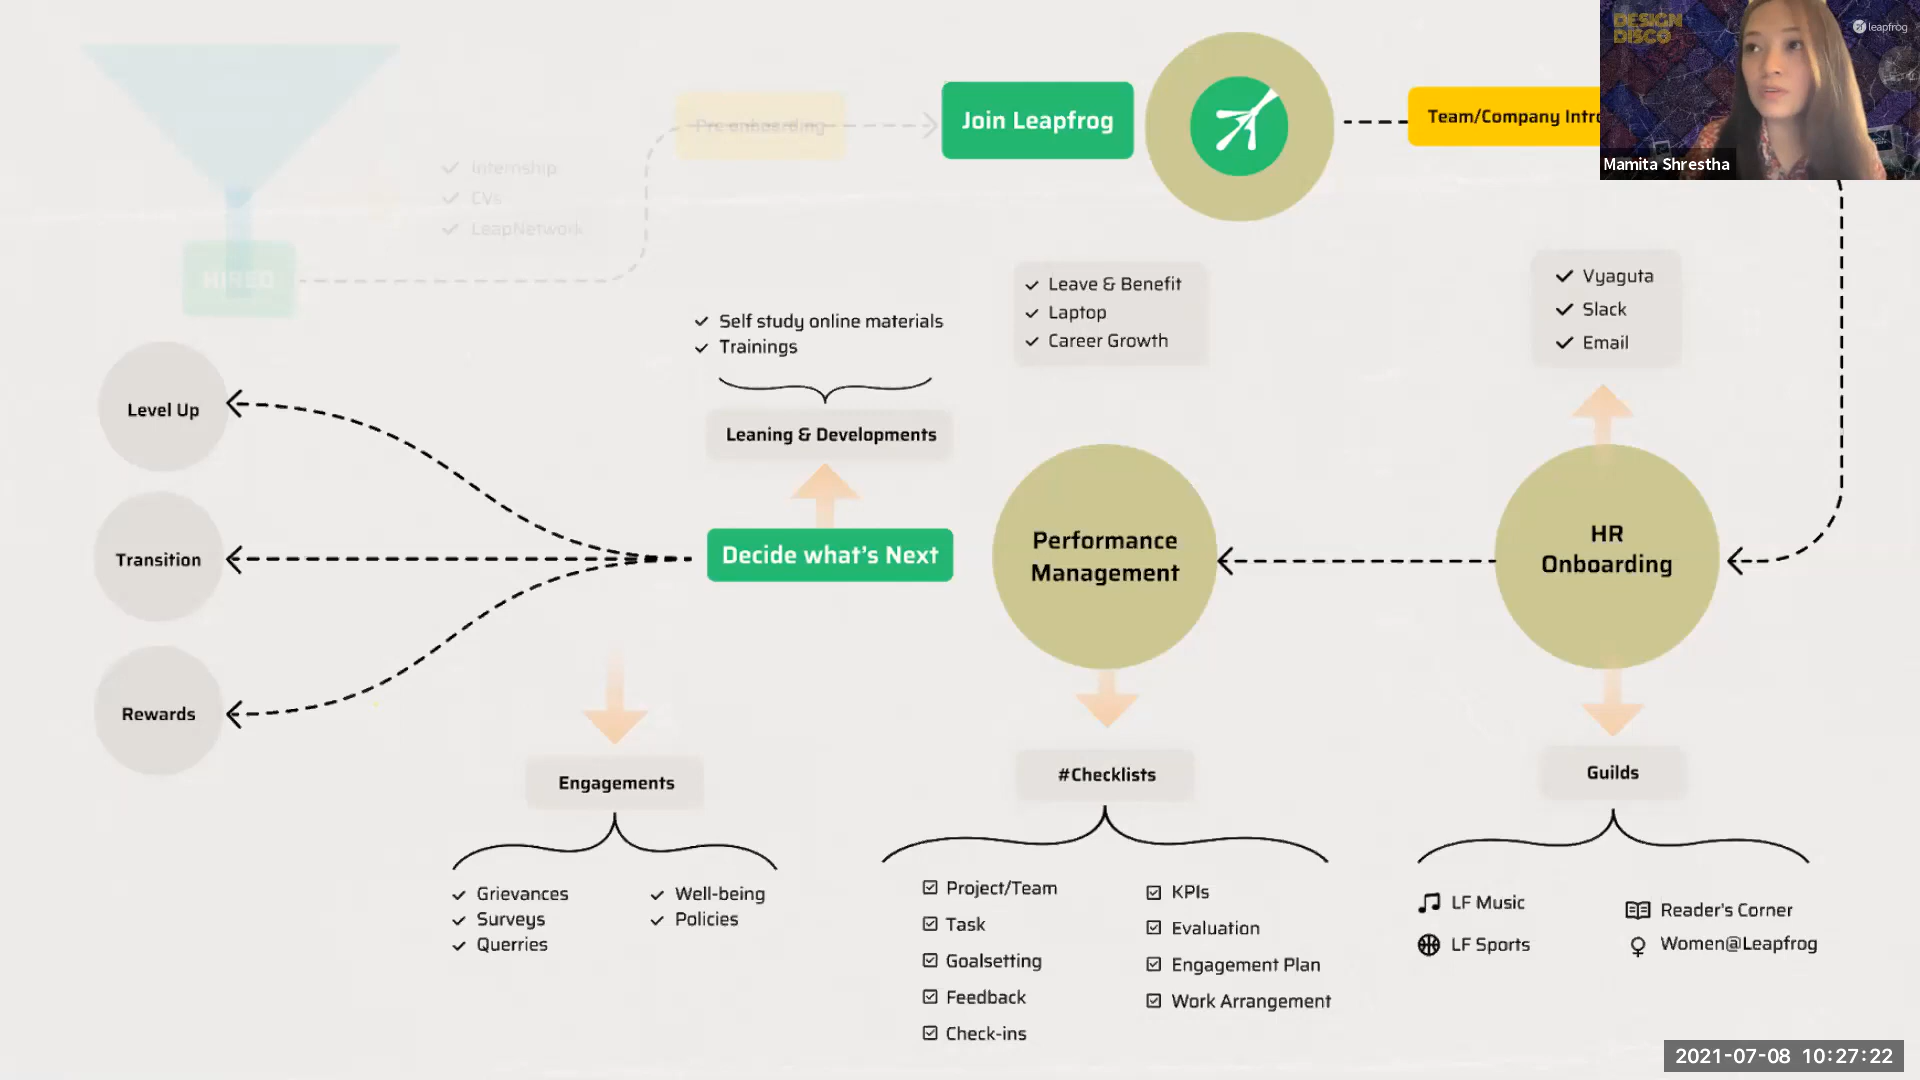 DESIGN
DISCO
leapfrog
Mamita Shrestha
Pre onboarding
Join Leapfrog
Team/Company Intro
Internship
CVs
LeapNetwork
HIRED
Leave & Benefit
Laptop
Career Growth
Vyaguta
Slack
Email
Self study online materials
Trainings
Leaning & Developments
Level Up
Transition
Rewards
Decide what's Next
Performance
Management
HR
Onboarding
Engagements
Grievances
Surveys
Querries
Well-being
Policies
#Checklists
Project/Team
Task
Goalsetting
Feedback
Check-ins
KPIs
Evaluation
Engagement Plan
Work Arrangement
Guilds
LF Music
LF Sports
Reader's Corner
Women@Leapfrog
2021-07-08 10:27:22